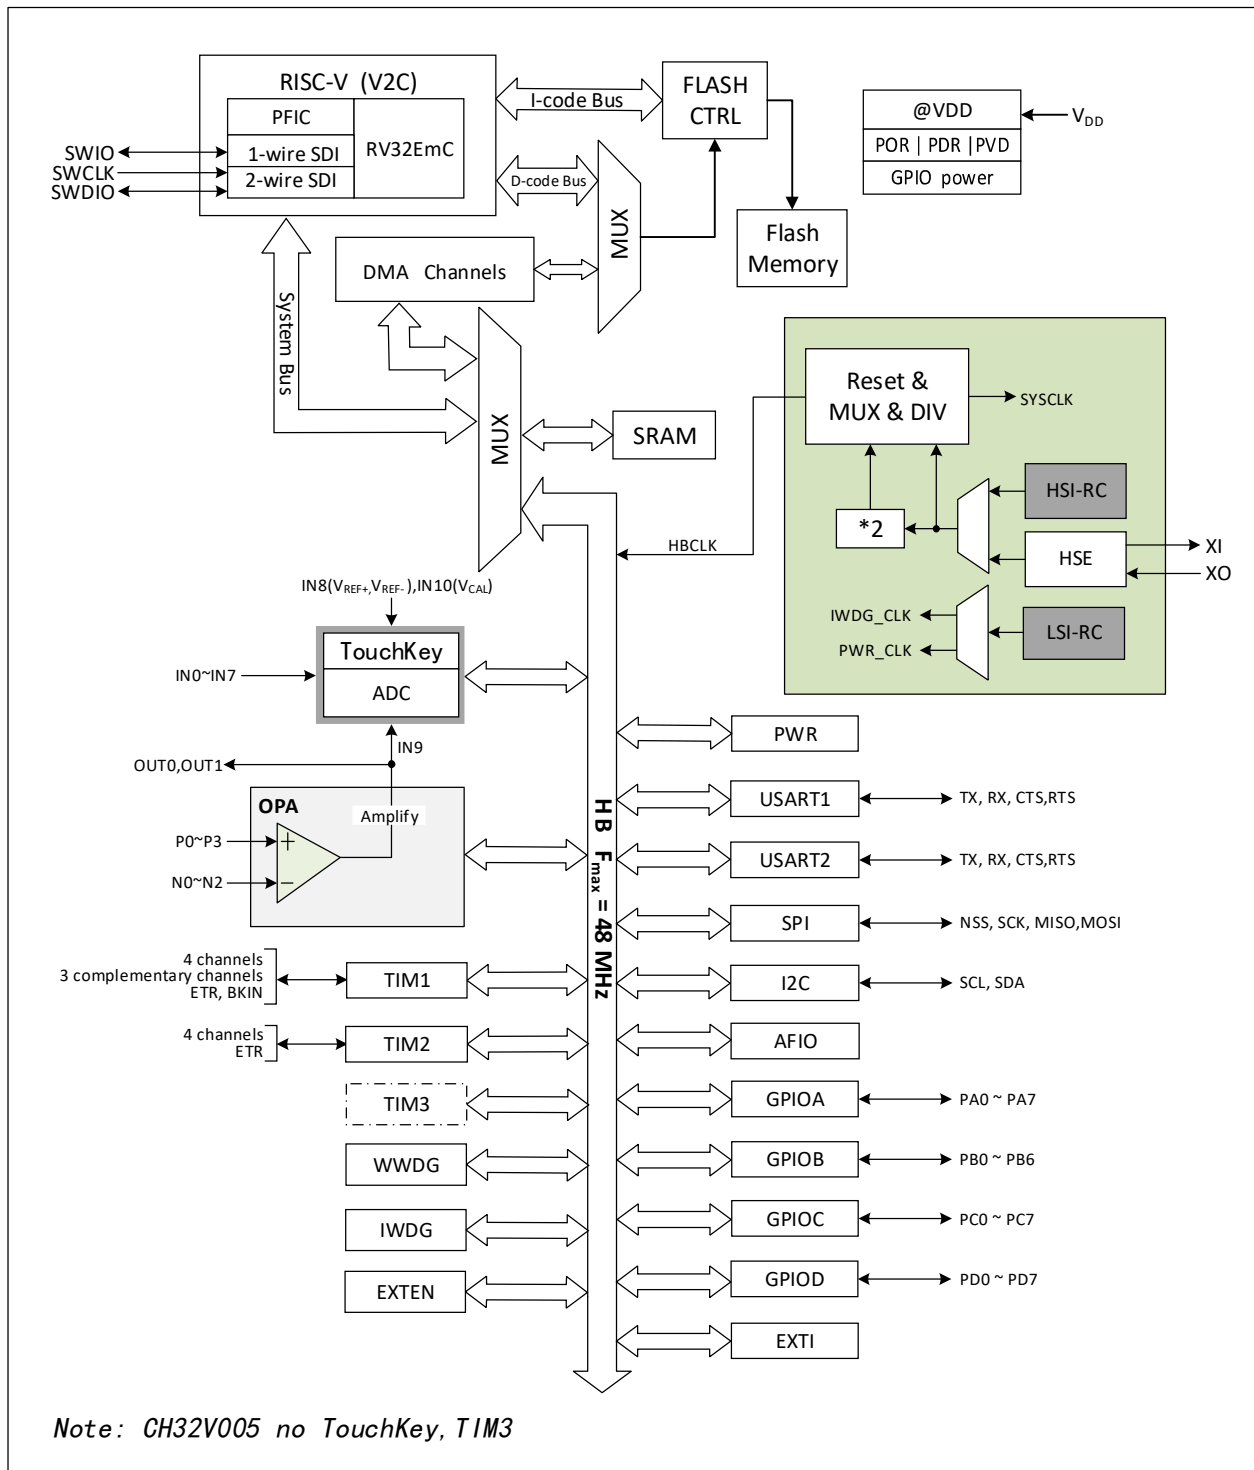 RISC-V (V2C)
PFIC
1-wire SDI
2-wire SDI
RV32EmC
SWIO
SWCLK
SWDIO
I-code Bus
D-code Bus
FLASH
CTRL
MUX
Flash
Memory
@VDD
POR | PDR |PVD
GPIO power
VDD
DMA Channels
System Bus
MUX
SRAM
Reset &
MUX & DIV
SYSCLK
HSI-RC
*2
HSE
XI
XO
HBCLK
IWDG_CLK
PWR_CLK
LSI-RC
IN8(VREF+,VREF-),IN10(VCAL)
TouchKey
ADC
IN0~IN7
IN9
OUT0,OUT1
OPA
Amplify
P0~P3
+
N0~N2
−
HB Fmax = 48 MHz
4 channels
3 complementary channels
ETR, BKIN
TIM1
4 channels
ETR
TIM2
TIM3
WWDG
IWDG
EXTEN
PWR
USART1
TX, RX, CTS,RTS
USART2
TX, RX, CTS,RTS
SPI
NSS, SCK, MISO,MOSI
I2C
SCL, SDA
AFIO
GPIOA
PA0 ~ PA7
GPIOB
PB0 ~ PB6
GPIOC
PC0 ~ PC7
GPIOD
PD0 ~ PD7
EXTI
Note: CH32V005 no TouchKey, TIM3